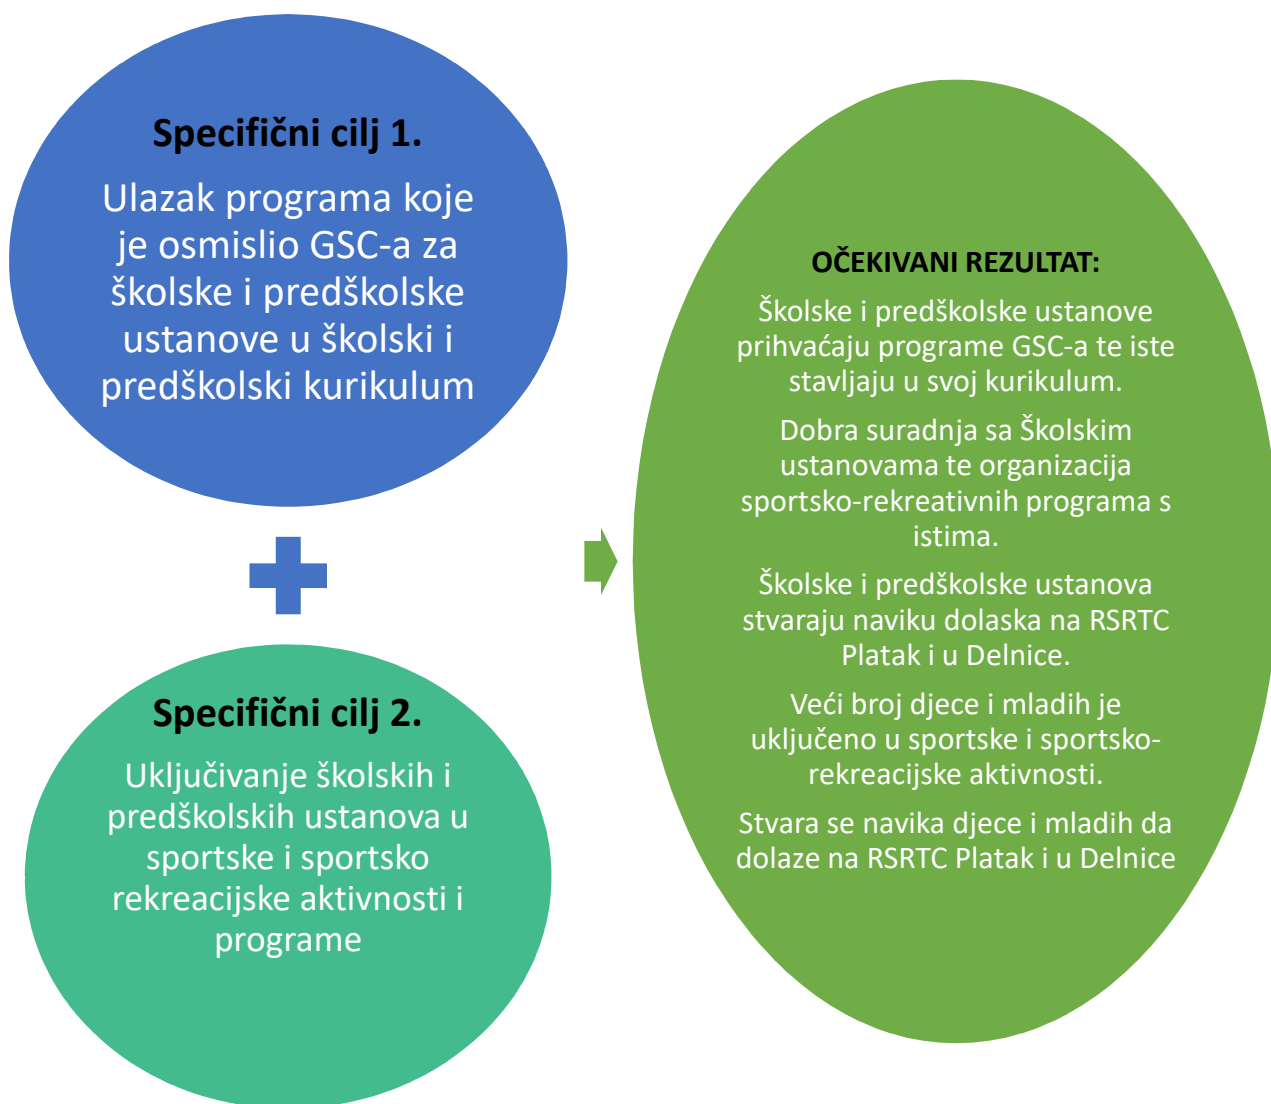 Specifični cilj 1.
Ulazak programa koje
je osmislio GSC-a za
školske i predškolske
ustanove u školski i
predškolski kurikulum
Specifični cilj 2.
Uključivanje školskih i
predškolskih ustanova u
sportske i sportsko
rekreacijske aktivnosti i
programe
OČEKIVANI REZULTAT:
Školske i predškolske ustanove
prihvaćaju programe GSC-a te iste
stavljaju u svoj kurikulum.
Dobra suradnja sa Školskim
ustanovama te organizacija
sportsko-rekreativnih programa s
istima.
Školske i predškolske ustanova
stvaraju naviku dolaska na RSRTC
Platak i u Delnice.
Veći broj djece i mladih je
uključeno u sportske i sportsko-
rekreacijske aktivnosti.
Stvara se navika djece i mladih da
dolaze na RSRTC Platak i u Delnice